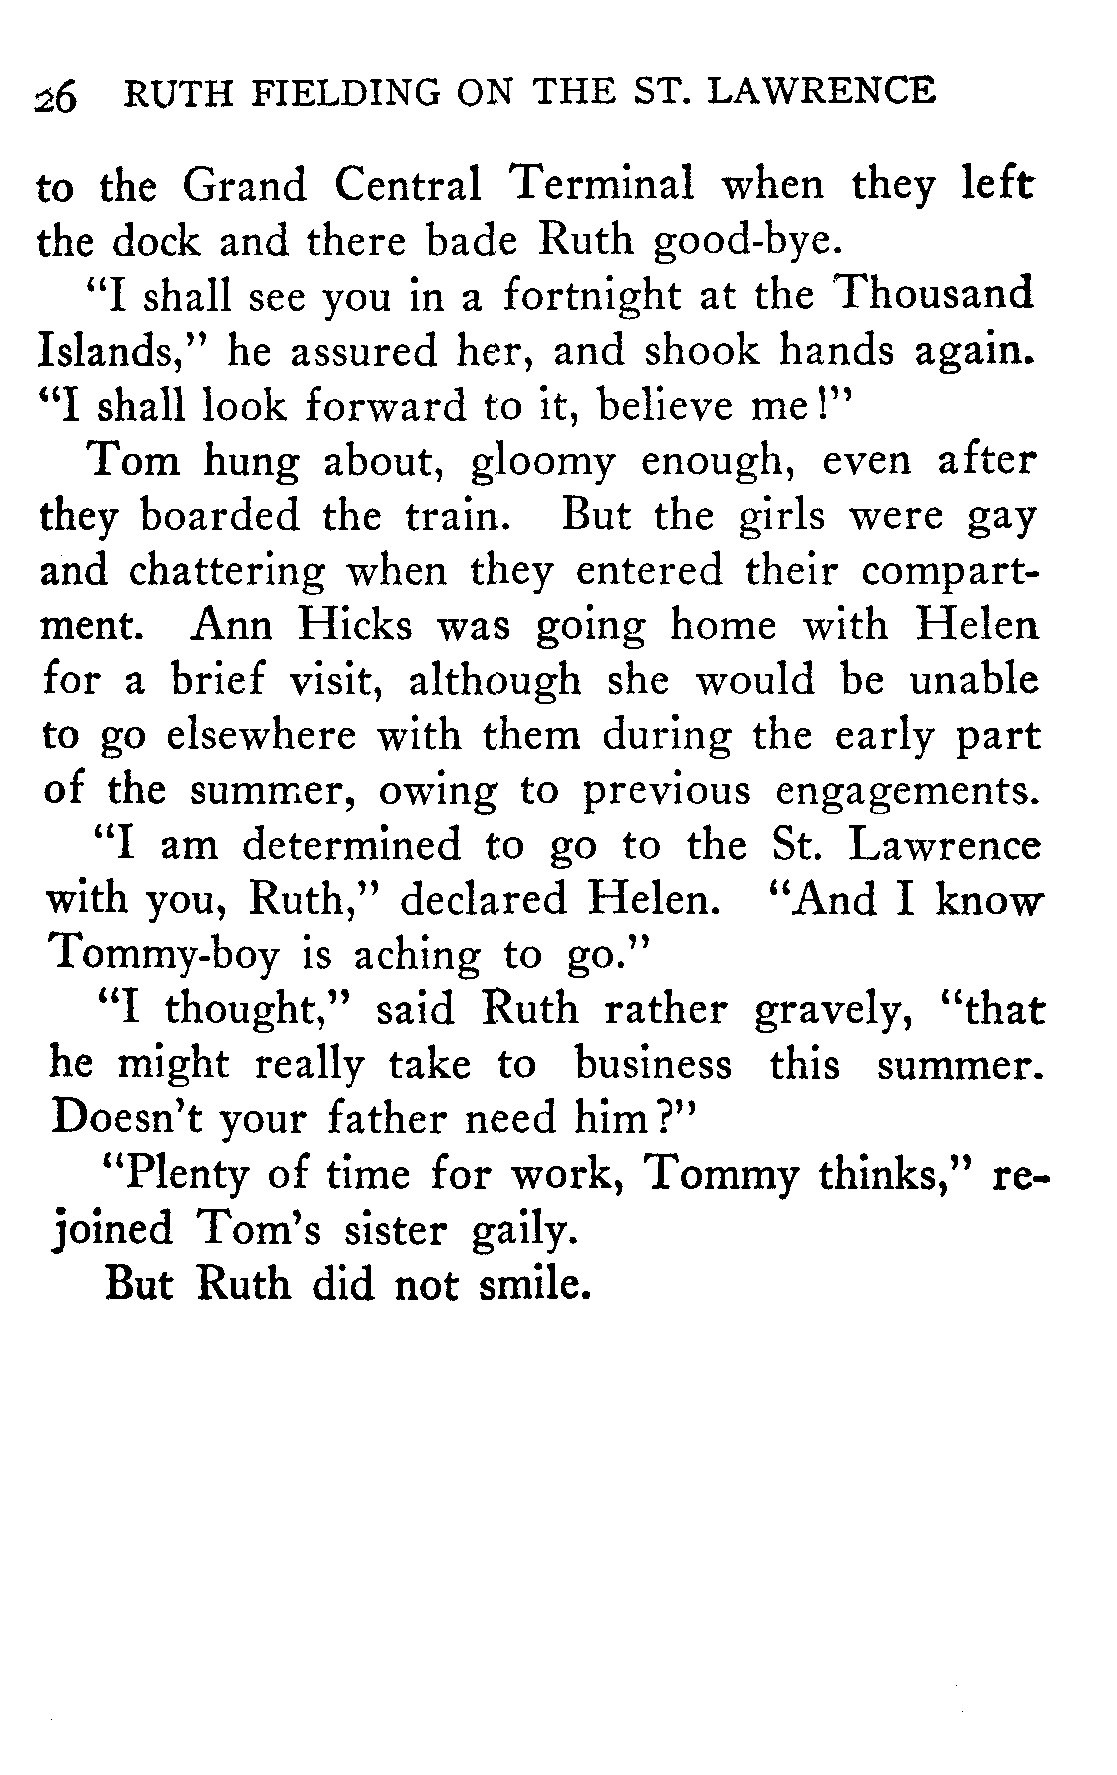 26 RUTH FIELDING ON THE ST. LAWRENCE
to the Grand Central Terminal when they left
the dock and there bade Ruth good-bye.
“I shall see you in a fortnight at the Thousand
Islands,” he assured her, and shook hands again.
“I shall look forward to it, believe me!”
Tom hung about, gloomy enough, even after
they boarded the train. But the girls were gay
and chattering when they entered their compart-
ment. Ann Hicks was going home with Helen
for a brief visit, although she would be unable
to go elsewhere with them during the early part
of the summer, owing to previous engagements.
“I am determined to go to the St. Lawrence
with you, Ruth,” declared Helen. “And I know
Tommy-boy is aching to go.”
“I thought,” said Ruth rather gravely, “that
he might really take to business this summer.
Doesn’t your father need him?”
“Plenty of time for work, Tommy thinks,” re-
joined Tom’s sister gaily.
But Ruth did not smile.